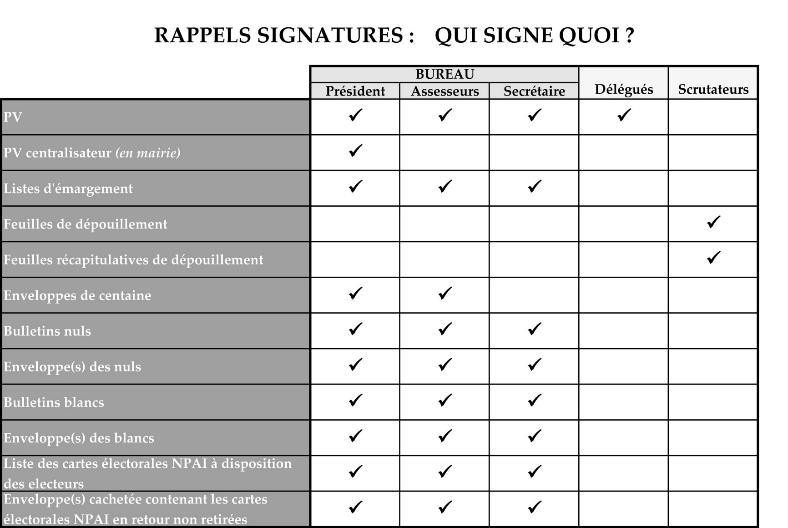 RAPPELS SIGNATURES : QUI SIGNE QUOI ?
BUREAU
Président Assesseurs Secrétaire Délégués Scrutateurs
PV ✓ ✓ ✓ ✓
PV centralisateur (en mairie) ✓
Listes d'émargement ✓ ✓ ✓
Feuilles de dépouillement ✓
Feuilles récapitulatives de dépouillement ✓
Enveloppes de centaine ✓ ✓
Bulletins nuls ✓ ✓ ✓
Enveloppe(s) des nuls ✓ ✓ ✓
Bulletins blancs ✓ ✓ ✓
Enveloppe(s) des blancs ✓ ✓ ✓
Liste des cartes électorales NPAI à disposition
des electeurs ✓ ✓ ✓
Enveloppe(s) cachetée contenant les cartes
électorales NPAI en retour non retirées ✓ ✓ ✓